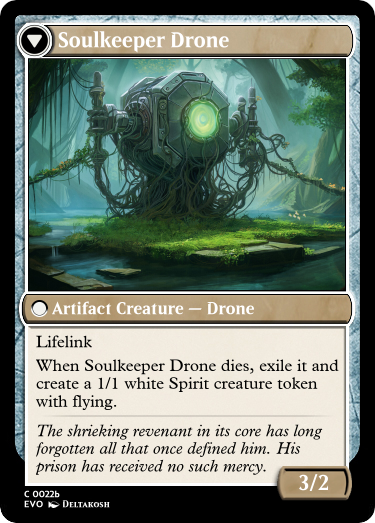 Soulkeeper Drone
Artifact Creature — Drone
Lifelink
When Soulkeeper Drone dies, exile it and
create a 1/1 white Spirit creature token
with flying.
The shrieking revenant in its core has long
forgotten all that once defined him. His
prison has received no such mercy.
3/2
C 0022b
EVO Deltakosh